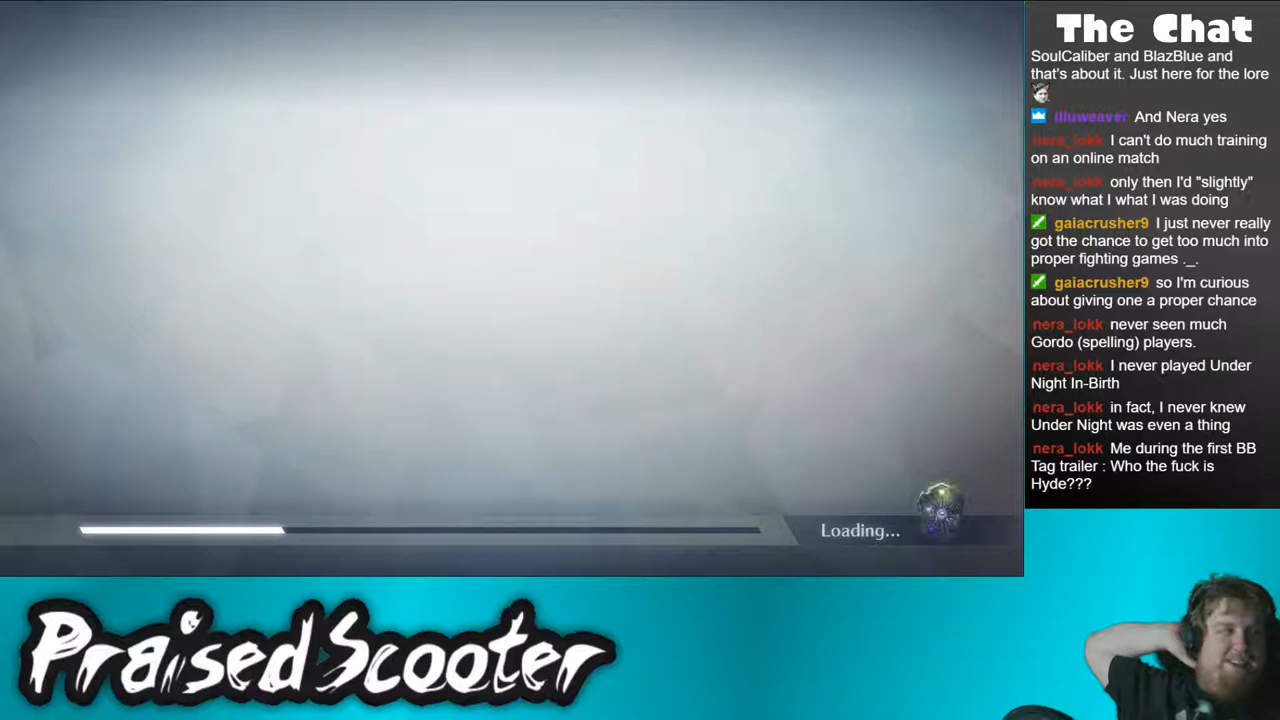 The Chat
SoulCaliber and BlazBlue and
that's about it. Just here for the lore
illuweaver And Nera yes
nera_lokk I can't do much training
on an online match
nera_lokk only then I'd "slightly"
know what I what I was doing
gaiacrusher9 I just never really
got the chance to get too much into
proper fighting games ._.
gaiacrusher9 so I'm curious
about giving one a proper chance
nera_lokk never seen much
Gordo (spelling) players.
nera_lokk I never played Under
Night In-Birth
nera_lokk in fact, I never knew
Under Night was even a thing
nera_lokk Me during the first BB
Tag trailer : Who the fuck is
Hyde???
Loading...
PraisedScooter